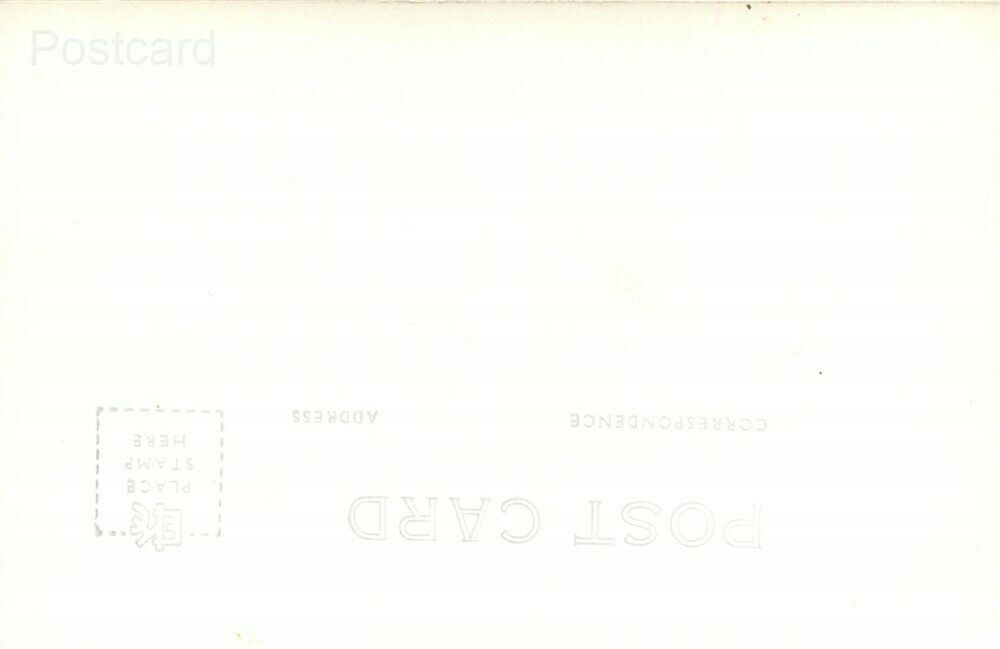 Postcard
POST CARD
CORRESPONDENCE
ADDRESS
PLACE
STAMP
HERE